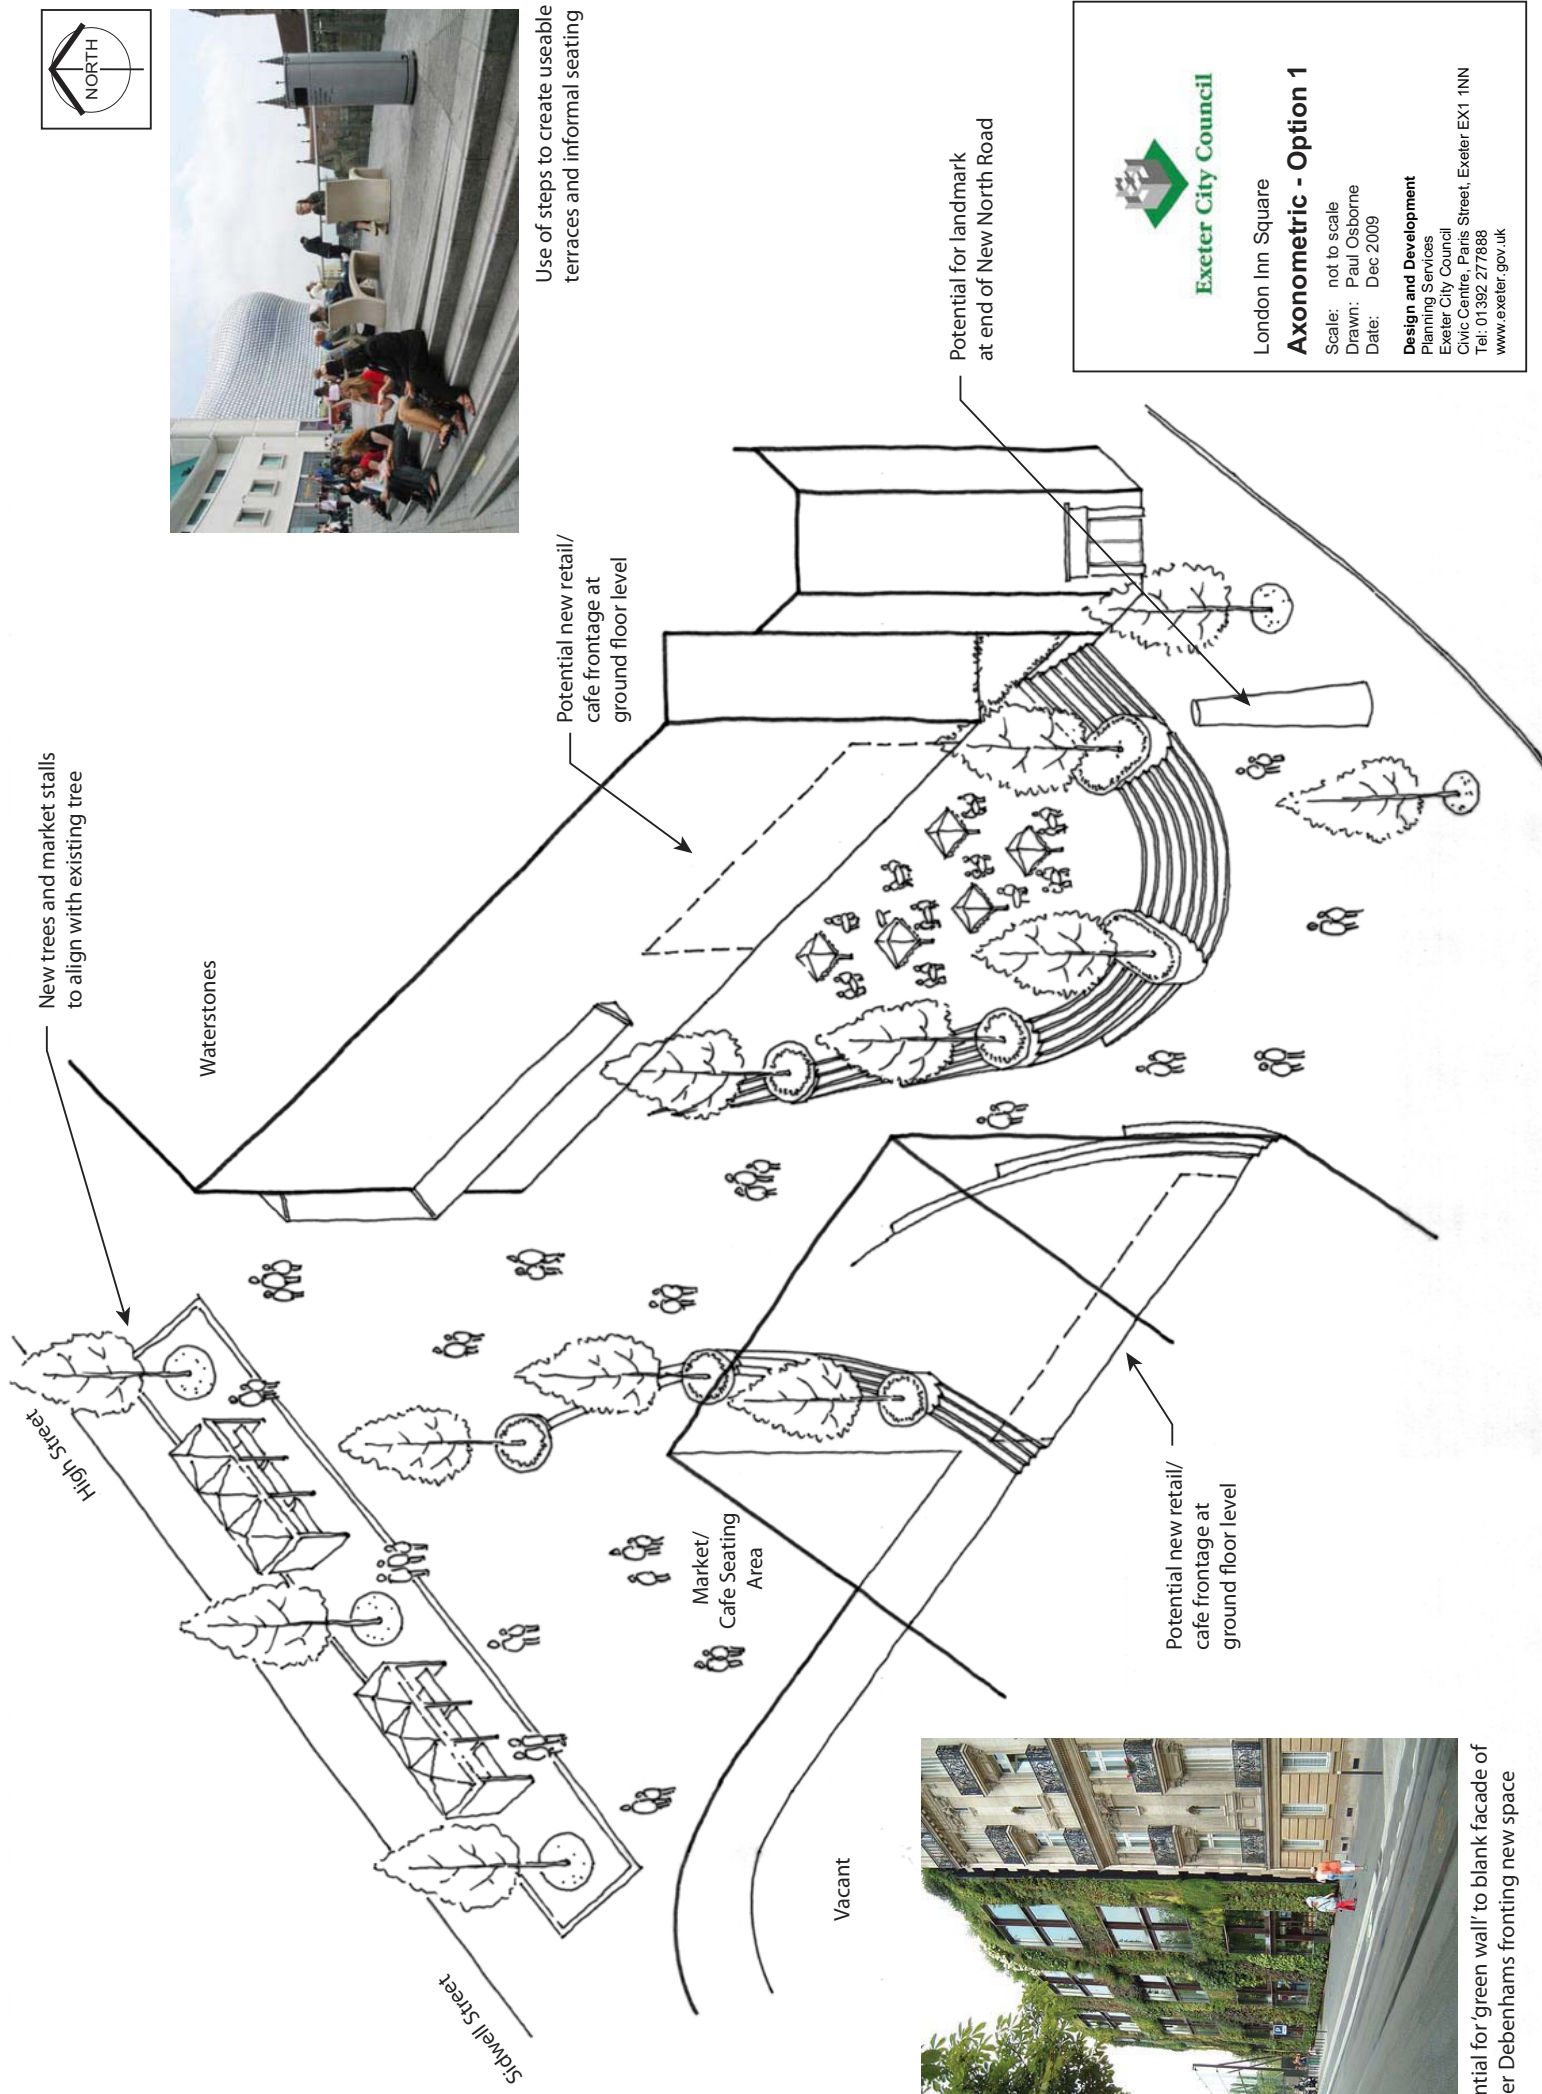 NORTH
Use of steps to create useable
terraces and informal seating
New trees and market stalls
to align with existing tree
Waterstones
Potential new retail/
cafe frontage at
ground floor level
Potential for landmark
at end of New North Road
High Street
Sidwell Street
Market/
Cafe Seating
Area
Vacant
Potential new retail/
cafe frontage at
ground floor level
ntial for 'green wall' to blank facade of
er Debenhams fronting new space
Exeter City Council
London Inn Square
Axonometric - Option 1
Scale: not to scale
Drawn: Paul Osborne
Date: Dec 2009
Design and Development
Planning Services
Exeter City Council
Civic Centre, Paris Street, Exeter EX1 1NN
Tel: 01392 277888
www.exeter.gov.uk